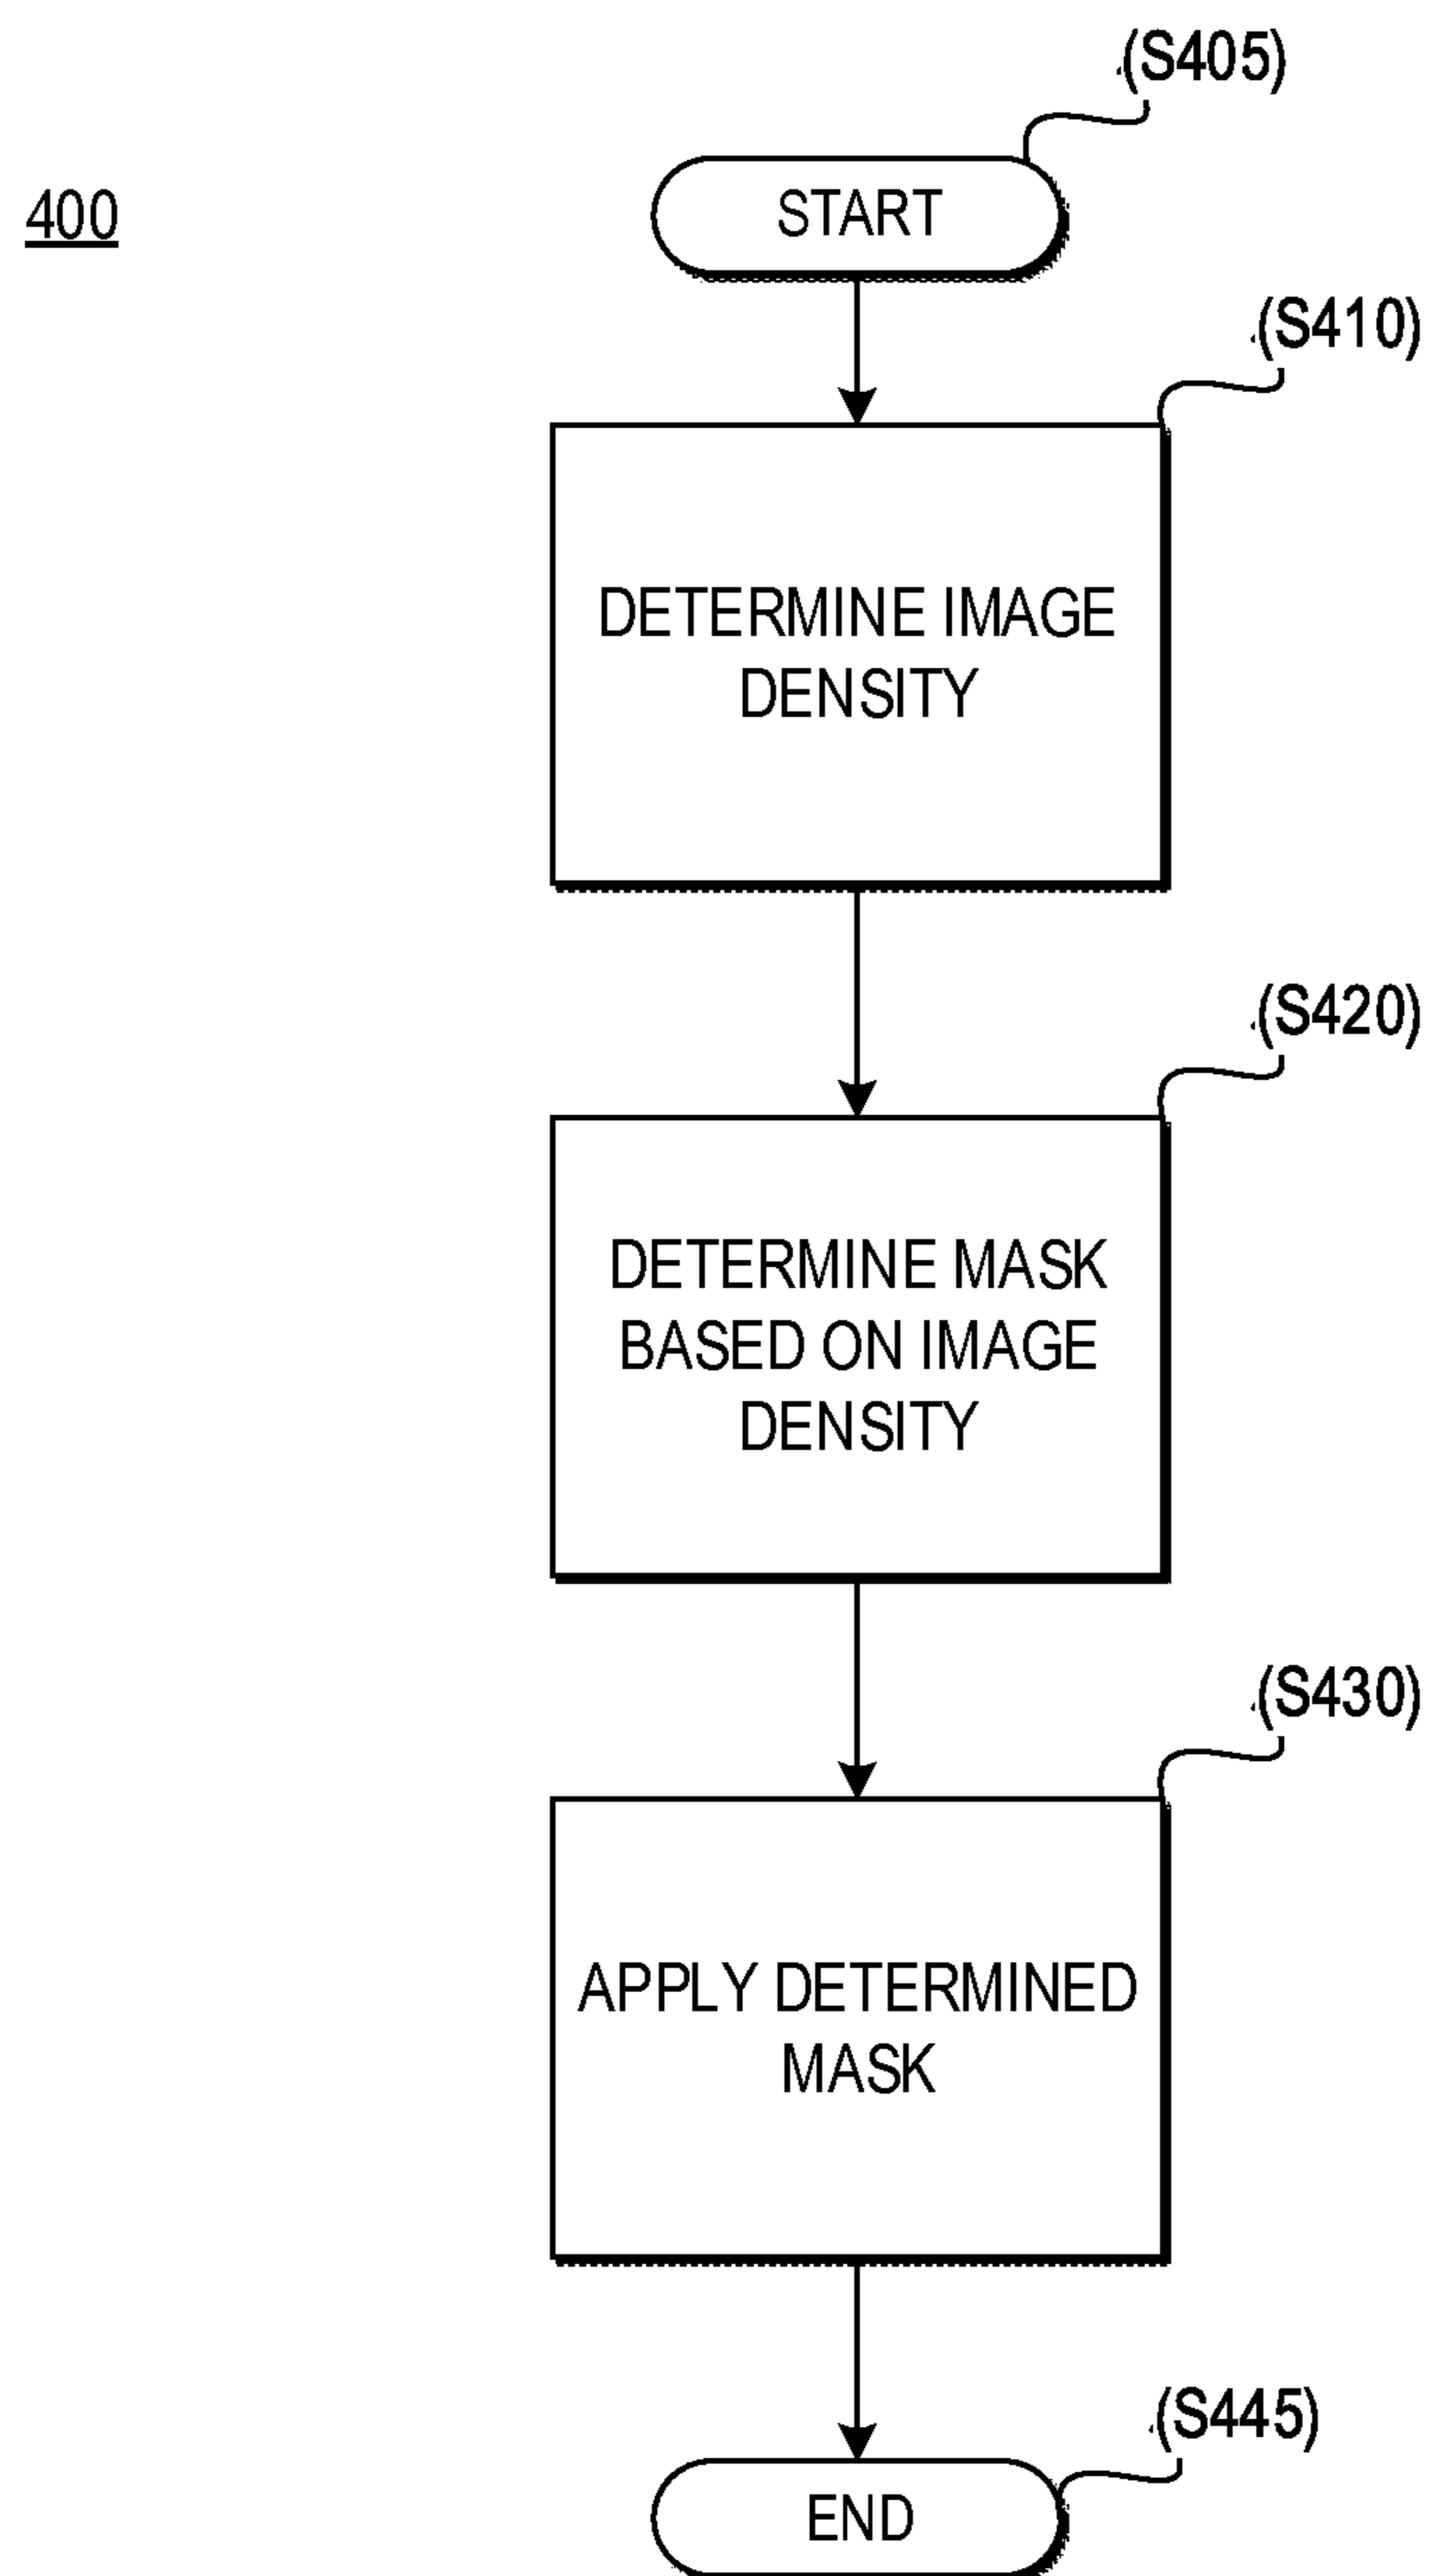 (S405)
400
START
(S410)
DETERMINE IMAGE
DENSITY
(S420)
DETERMINE MASK
BASED ON IMAGE
DENSITY
(S430)
APPLY DETERMINED
MASK
(S445)
END